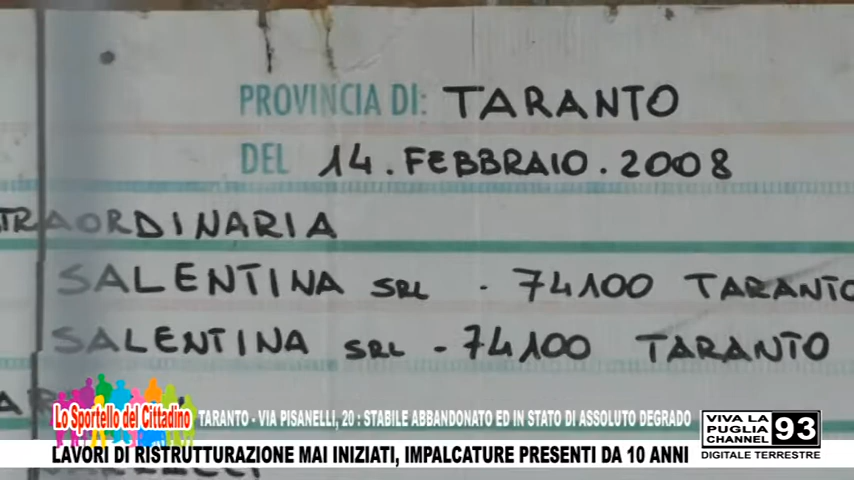 PROVINCIA DI: TARANTO
DEL 14. FEBBRAIO. 2008
TRAORDINARIA
SALENTINA SRL . 74100 TARANTO
SALENTINA SRL - 74100 TARANTO
Lo Sportello del Cittadino
TARANTO - VIA PISANELLI, 20 : STABILE ABBANDONATO ED IN STATO DI ASSOLUTO DEGRADO
LAVORI DI RISTRUTTURAZIONE MAI INIZIATI, IMPALCATURE PRESENTI DA 10 ANNI
VIVA LA
PUGLIA
CHANNEL
93
DIGITALE TERRESTRE